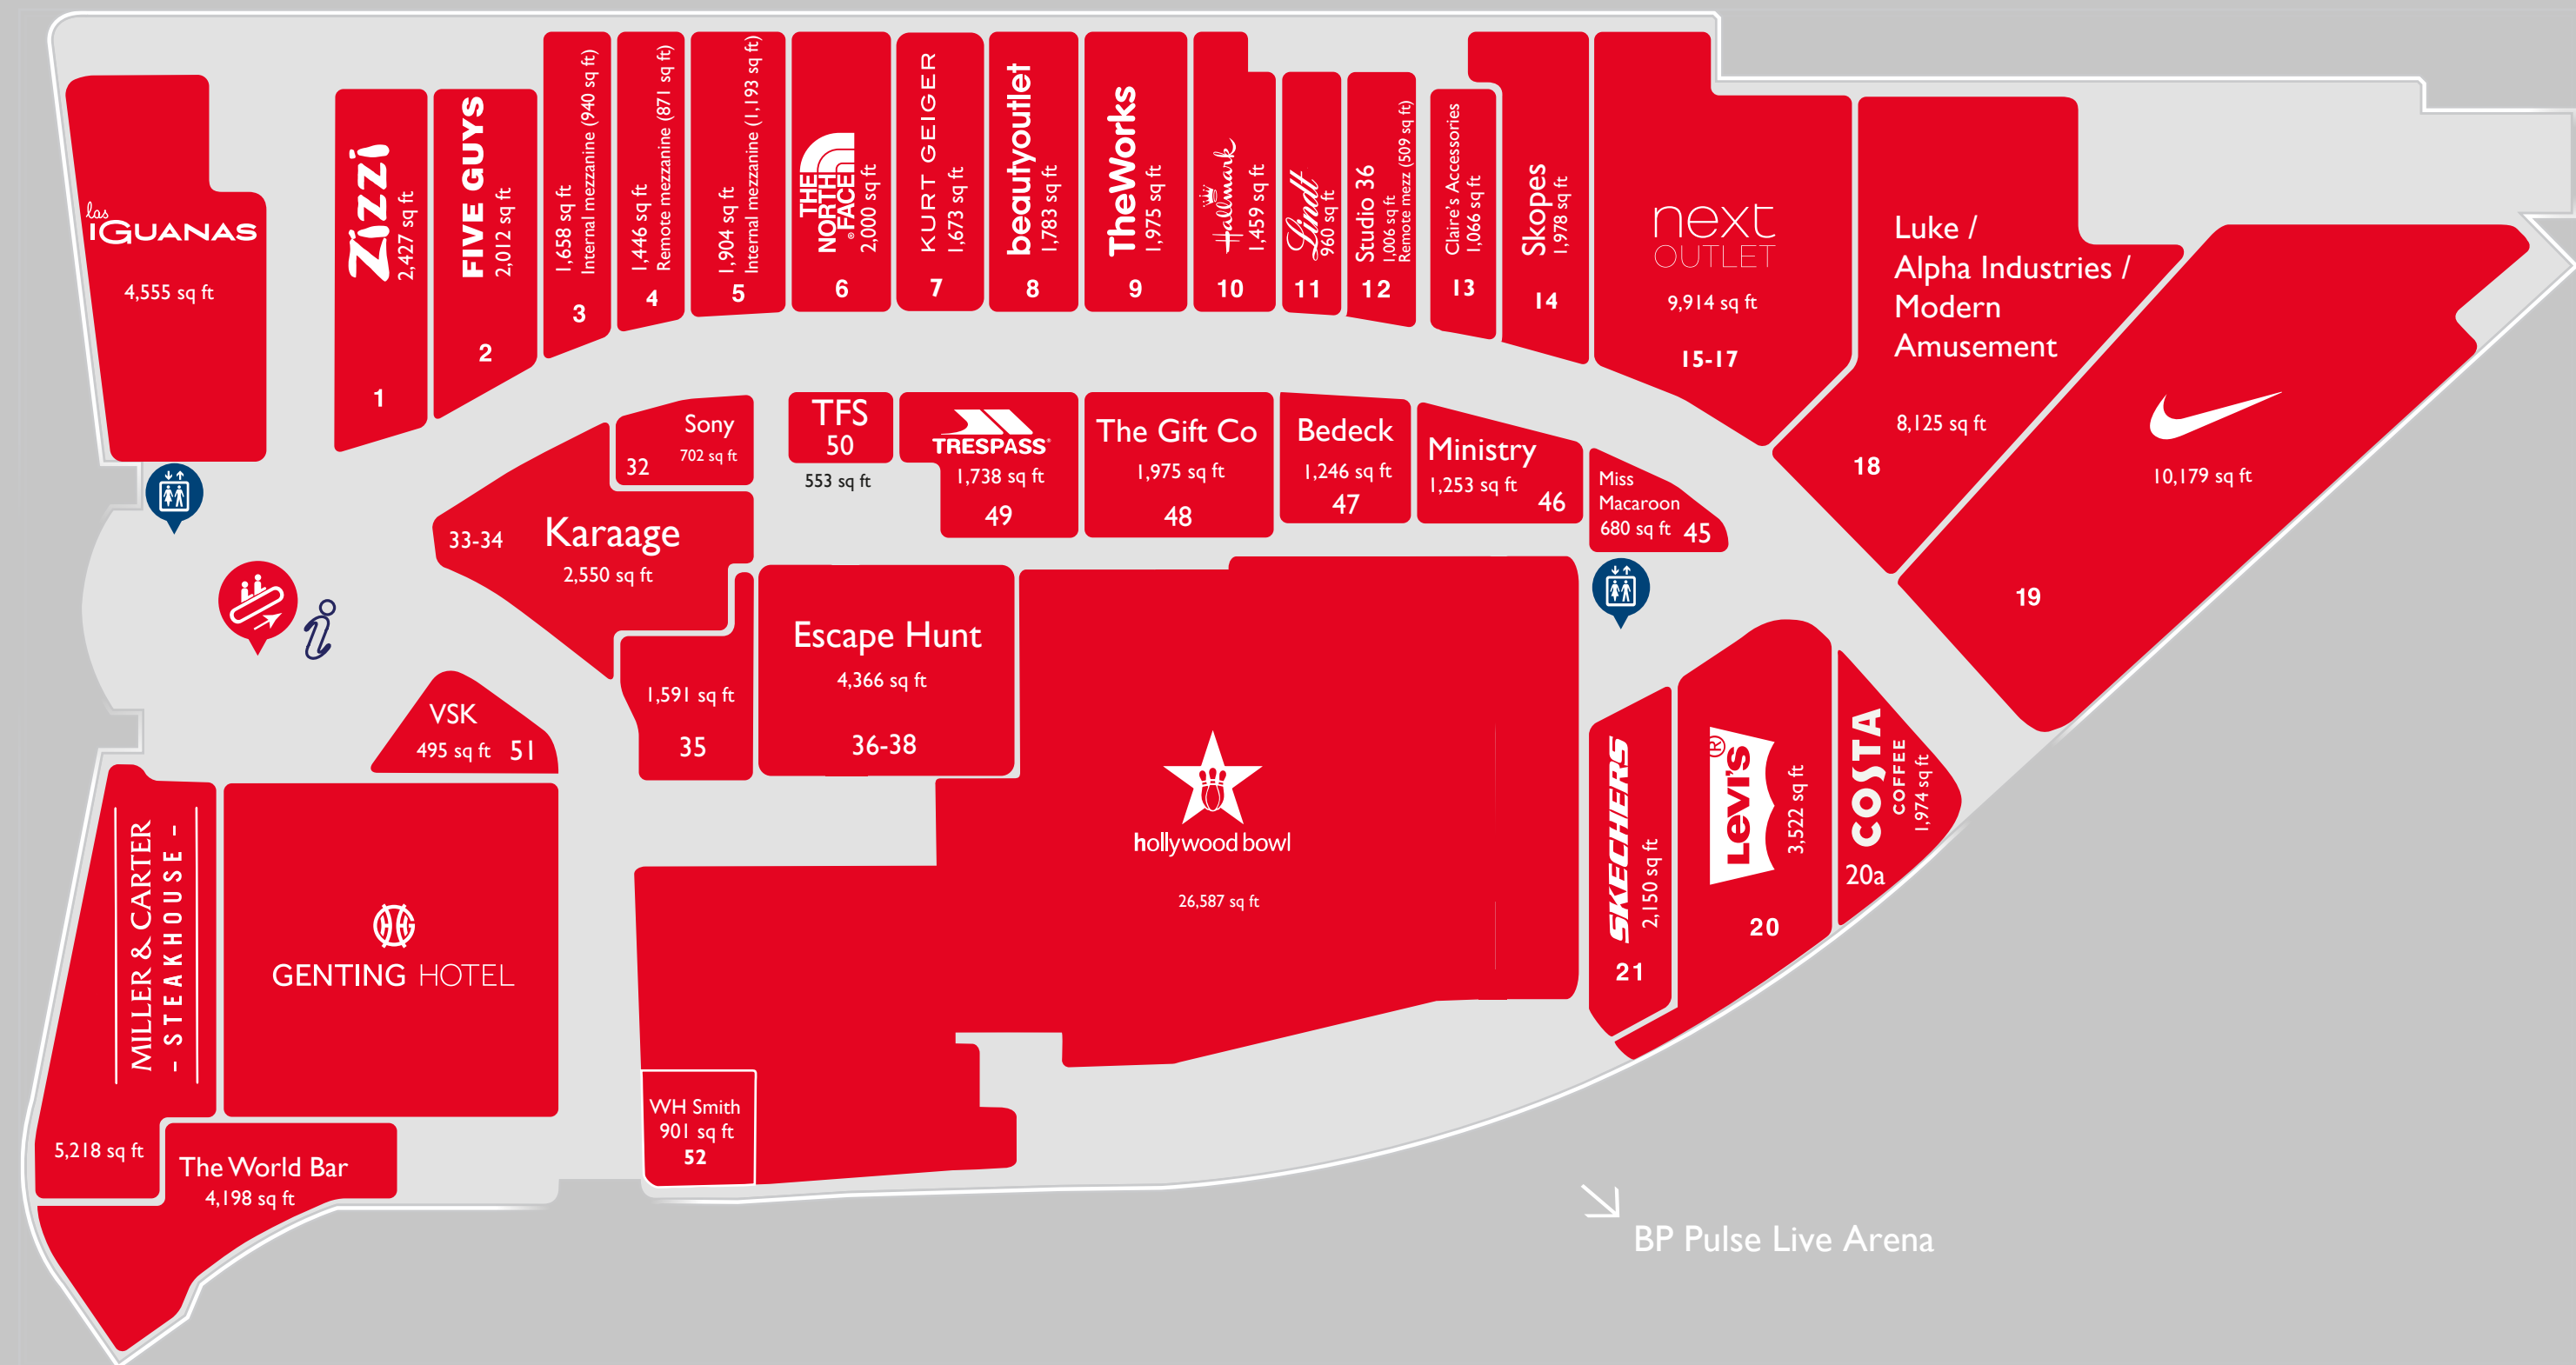 las
IGUANAS
4,555 sq ft
Zizzi
2,427 sq ft
1
FIVE GUYS
2,012 sq ft
2
1,658 sq ft
Internal mezzanine (940 sq ft)
3
1,446 sq ft
Remote mezzanine (871 sq ft)
4
1,904 sq ft
Internal mezzanine (1,193 sq ft)
5
THE
NORTH
FACE®
2,000 sq ft
6
KURT GEIGER
1,673 sq ft
7
beautyoutlet
1,783 sq ft
8
TheWorks
1,975 sq ft
9
Hallmark
1,459 sq ft
10
Lindt
960 sq ft
11
Studio 36
1,006 sq ft
Remote mezz (509 sq ft)
12
Claire's Accessories
1,066 sq ft
13
Skopes
1,978 sq ft
14
next
OUTLET
9,914 sq ft
15-17
Luke /
Alpha Industries /
Modern
Amusement
8,125 sq ft
18
10,179 sq ft
19
Sony
702 sq ft
32
TFS
50
553 sq ft
TRESPASS®
1,738 sq ft
49
The Gift Co
1,975 sq ft
48
Bedeck
1,246 sq ft
47
Ministry
1,253 sq ft
46
Miss
Macaroon
680 sq ft 45
33-34
Karaage
2,550 sq ft
i
1,591 sq ft
35
Escape Hunt
4,366 sq ft
36-38
VSK
495 sq ft 51
hollywood bowl
26,587 sq ft
SKECHERS
2,150 sq ft
21
Levi's®
3,522 sq ft
20
COSTA
COFFEE
1,974 sq ft
20a
MILLER & CARTER
- STEAKHOUSE -
5,218 sq ft
GENTING HOTEL
The World Bar
4,198 sq ft
WH Smith
901 sq ft
52
BP Pulse Live Arena